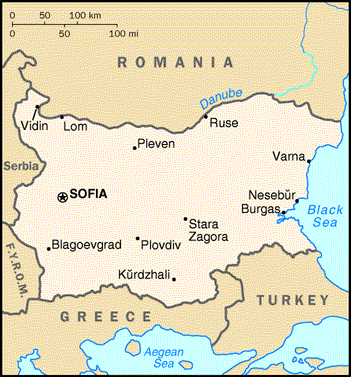 0 50 100 km
0 50 100 mi
ROMANIA
Danube
Vidin
Lom
Ruse
Pleven
Varna
Serbia
SOFIA
Nesebŭr
Burgas
Black
Sea
Stara
Zagora
Blagoevgrad
Plovdiv
F.Y.R.O.M.
Kŭrdzhali
TURKEY
GREECE
Aegean
Sea